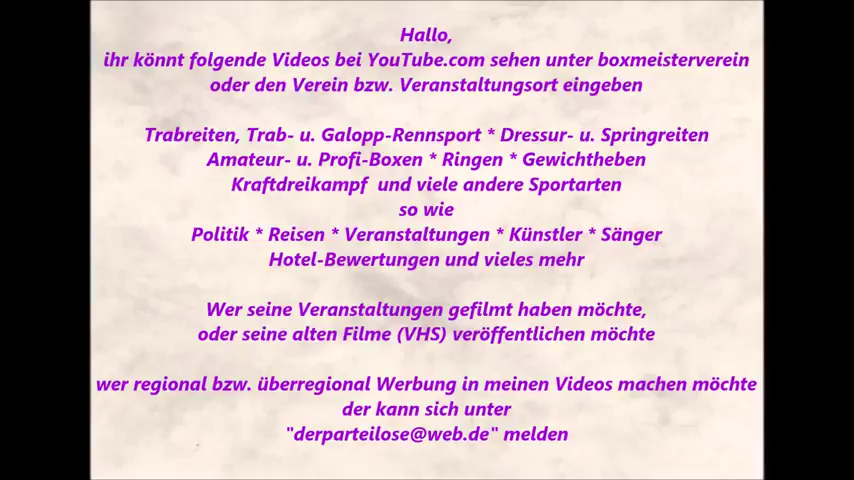 Hallo,
ihr könnt folgende Videos bei YouTube.com sehen unter boxmeisterverein
oder den Verein bzw. Veranstaltungsort eingeben
Trabreiten, Trab- u. Galopp-Rennsport * Dressur- u. Springreiten
Amateur- u. Profi-Boxen * Ringen * Gewichtheben
Kraftdreikampf und viele andere Sportarten
so wie
Politik * Reisen * Veranstaltungen * Künstler * Sänger
Hotel-Bewertungen und vieles mehr
Wer seine Veranstaltungen gefilmt haben möchte,
oder seine alten Filme (VHS) veröffentlichen möchte
wer regional bzw. überregional Werbung in meinen Videos machen möchte
der kann sich unter
"derparteilose@web.de" melden